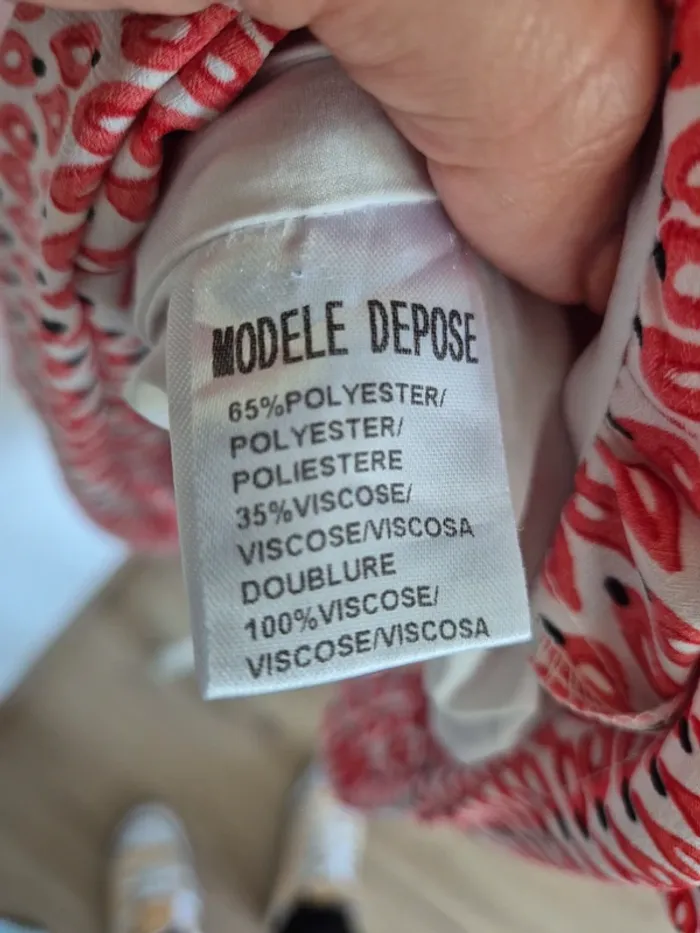 MODELE DEPOSE
65%POLYESTER/
POLYESTER/
POLIESTERE
35%VISCOSE/
VISCOSE/VISCOSA
DOUBLURE
100%VISCOSE/
VISCOSE/VISCOSA